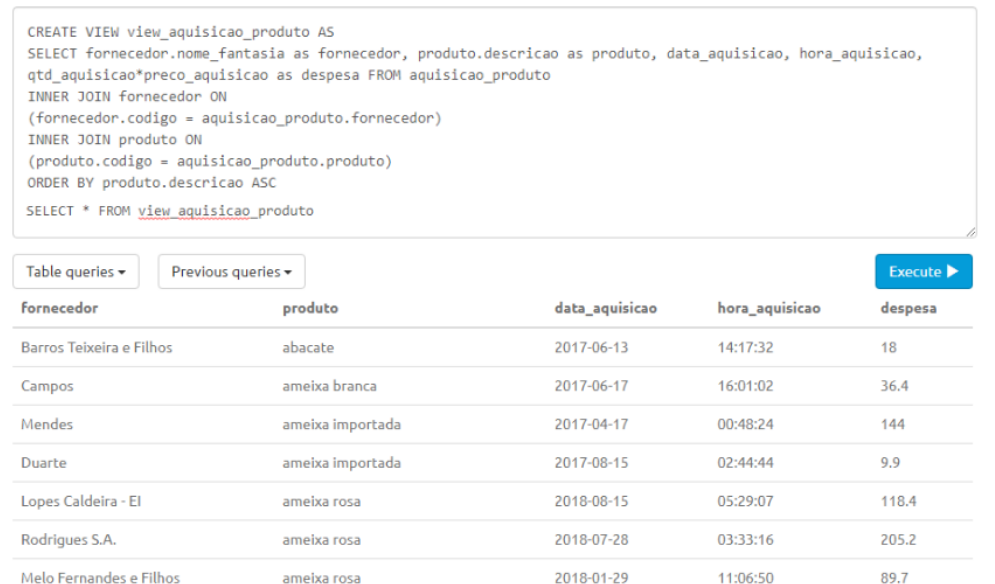 CREATE VIEW view_aquisicao_produto AS
SELECT fornecedor.nome_fantasia as fornecedor, produto.descricao as produto, data_aquisicao, hora_aquisicao,
qtd_aquisicao*preco_aquisicao as despesa FROM aquisicao_produto
INNER JOIN fornecedor ON
(fornecedor.codigo = aquisicao_produto.fornecedor)
INNER JOIN produto ON
(produto.codigo = aquisicao_produto.produto)
ORDER BY produto.descricao ASC
SELECT * FROM view_aquisicao_produto
Table queries Previous queries Execute
fornecedor produto data_aquisicao hora_aquisicao despesa
Barros Teixeira e Filhos abacate 2017-06-13 14:17:32 18
Campos ameixa branca 2017-06-17 16:01:02 36.4
Mendes ameixa importada 2017-04-17 00:48:24 144
Duarte ameixa importada 2017-08-15 02:44:44 9.9
Lopes Caldeira - EI ameixa rosa 2018-08-15 05:29:07 118.4
Rodrigues S.A. ameixa rosa 2018-07-28 03:33:16 205.2
Melo Fernandes e Filhos ameixa rosa 2018-01-29 11:06:50 89.7